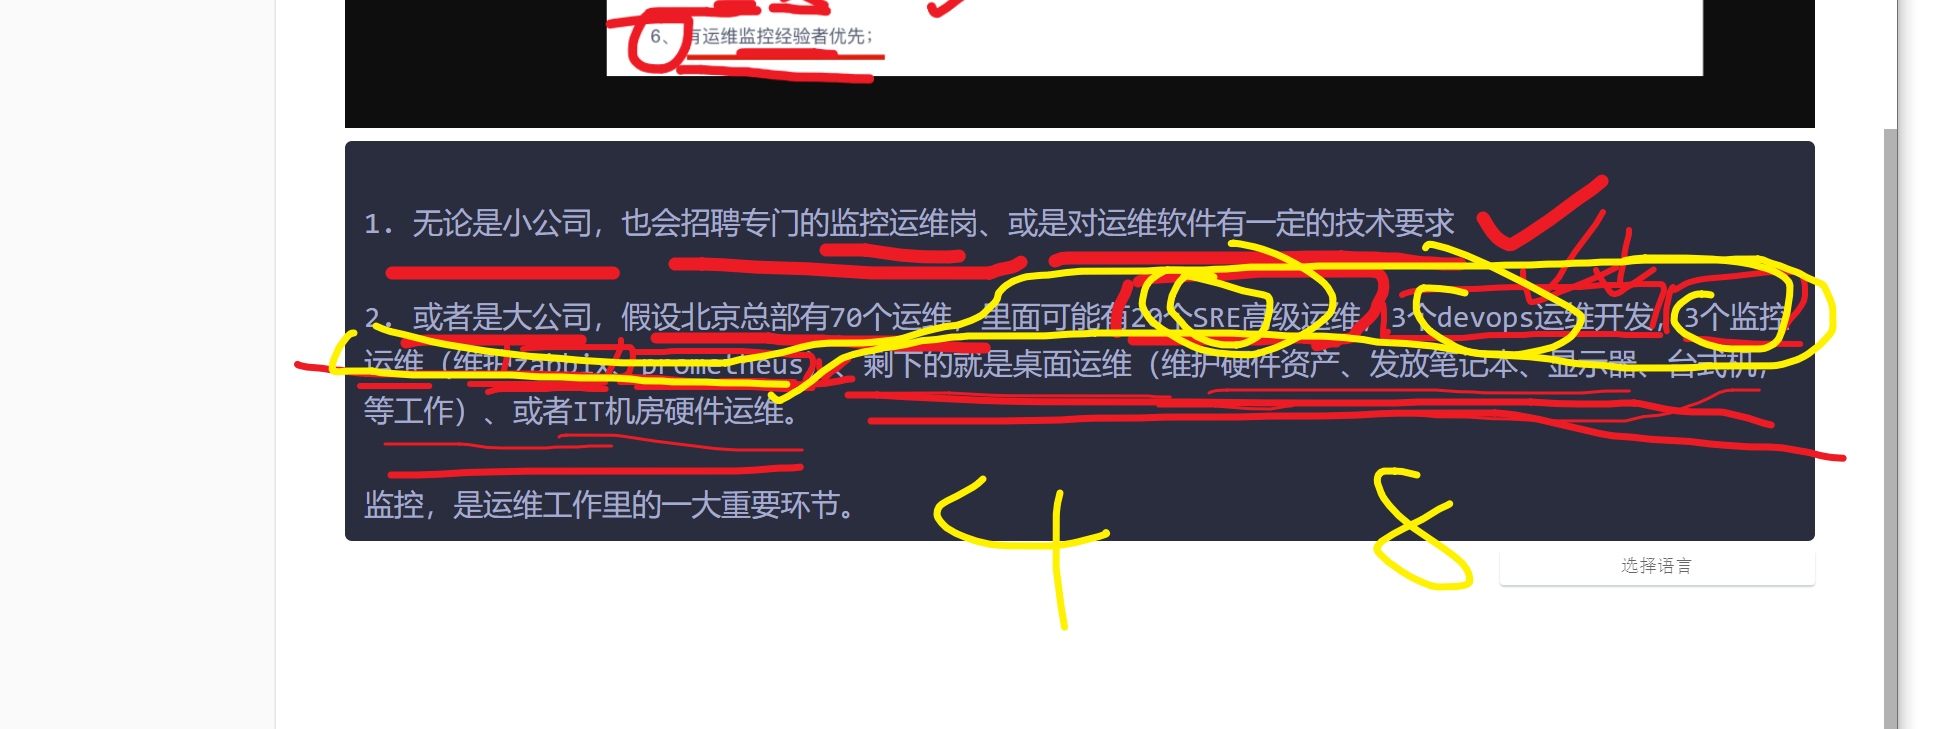 6、 有运维监控经验者优先;
1. 无论是小公司，也会招聘专门的监控运维岗、或是对运维软件有一定的技术要求
2. 或者是大公司，假设北京总部有70个运维，里面可能有20个SRE高级运维，3个devops运维开发，3个监控
运维（维护zabbix、prometheus）、剩下的就是桌面运维（维护硬件资产、发放笔记本、显示器、台式机，
等工作）、或者IT机房硬件运维。
监控，是运维工作里的一大重要环节。
4 8
选择语言